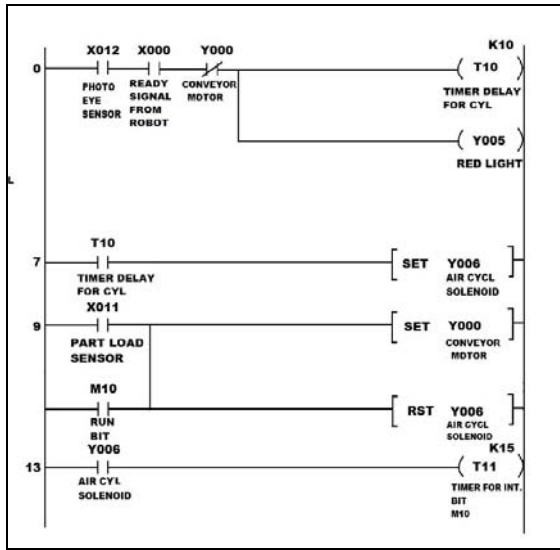 K10
X012 X000 Y000
0 T10
PHOTO EYE SENSOR
READY SIGNAL FROM ROBOT
CONVEYOR MDTOR
TIMER DELAY FOR CYL
Y005
RED LIGHT
T10
7 SET Y006
TIMER DELAY FOR CYL
AIR CYCL SOLENOID
X011
9 SET Y000
PART LOAD SENSOR
CONVEYOR MDTOR
M10
RST Y006
RUN BIT
AIR CYCL SOLENOID
Y006 K15
13 T11
AIR CYL SOLENOID
TIMER FOR INT. BIT M10